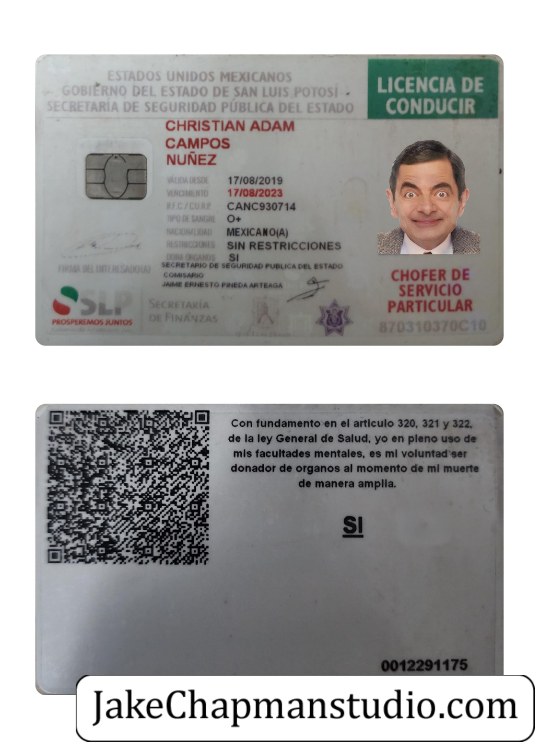 ESTADOS UNIDOS MEXICANOS
GOBIERNO DEL ESTADO DE SAN LUIS POTOSÍ
SECRETARÍA DE SEGURIDAD PÚBLICA DEL ESTADO
LICENCIA DE
CONDUCIR
CHRISTIAN ADAM
CAMPOS
NUÑEZ
VÁLIDA DESDE 17/08/2019
VENCIMIENTO 17/08/2023
R.F.C./C.U.R.P. CANC930714
TIPO DE SANGRE O+
NACIONALIDAD MEXICANO(A)
RESTRICCIONES SIN RESTRICCIONES
DONA ORGANOS SI
SECRETARIO DE SEGURIDAD PUBLICA DEL ESTADO
COMISARIO
JAIME ERNESTO PINEDA ARTEAGA
FIRMA DEL INTERESADO(A)
CHOFER DE
SERVICIO
PARTICULAR
870310370C10
SLP
PROSPEREMOS JUNTOS
SECRETARÍA
DE FINANZAS
Con fundamento en el articulo 320, 321 y 322,
de la ley General de Salud, yo en pleno uso de
mis facultades mentales, es mi voluntad ser
donador de organos al momento de mi muerte
de manera amplia.
SI
0012291175
JakeChapmanstudio.com